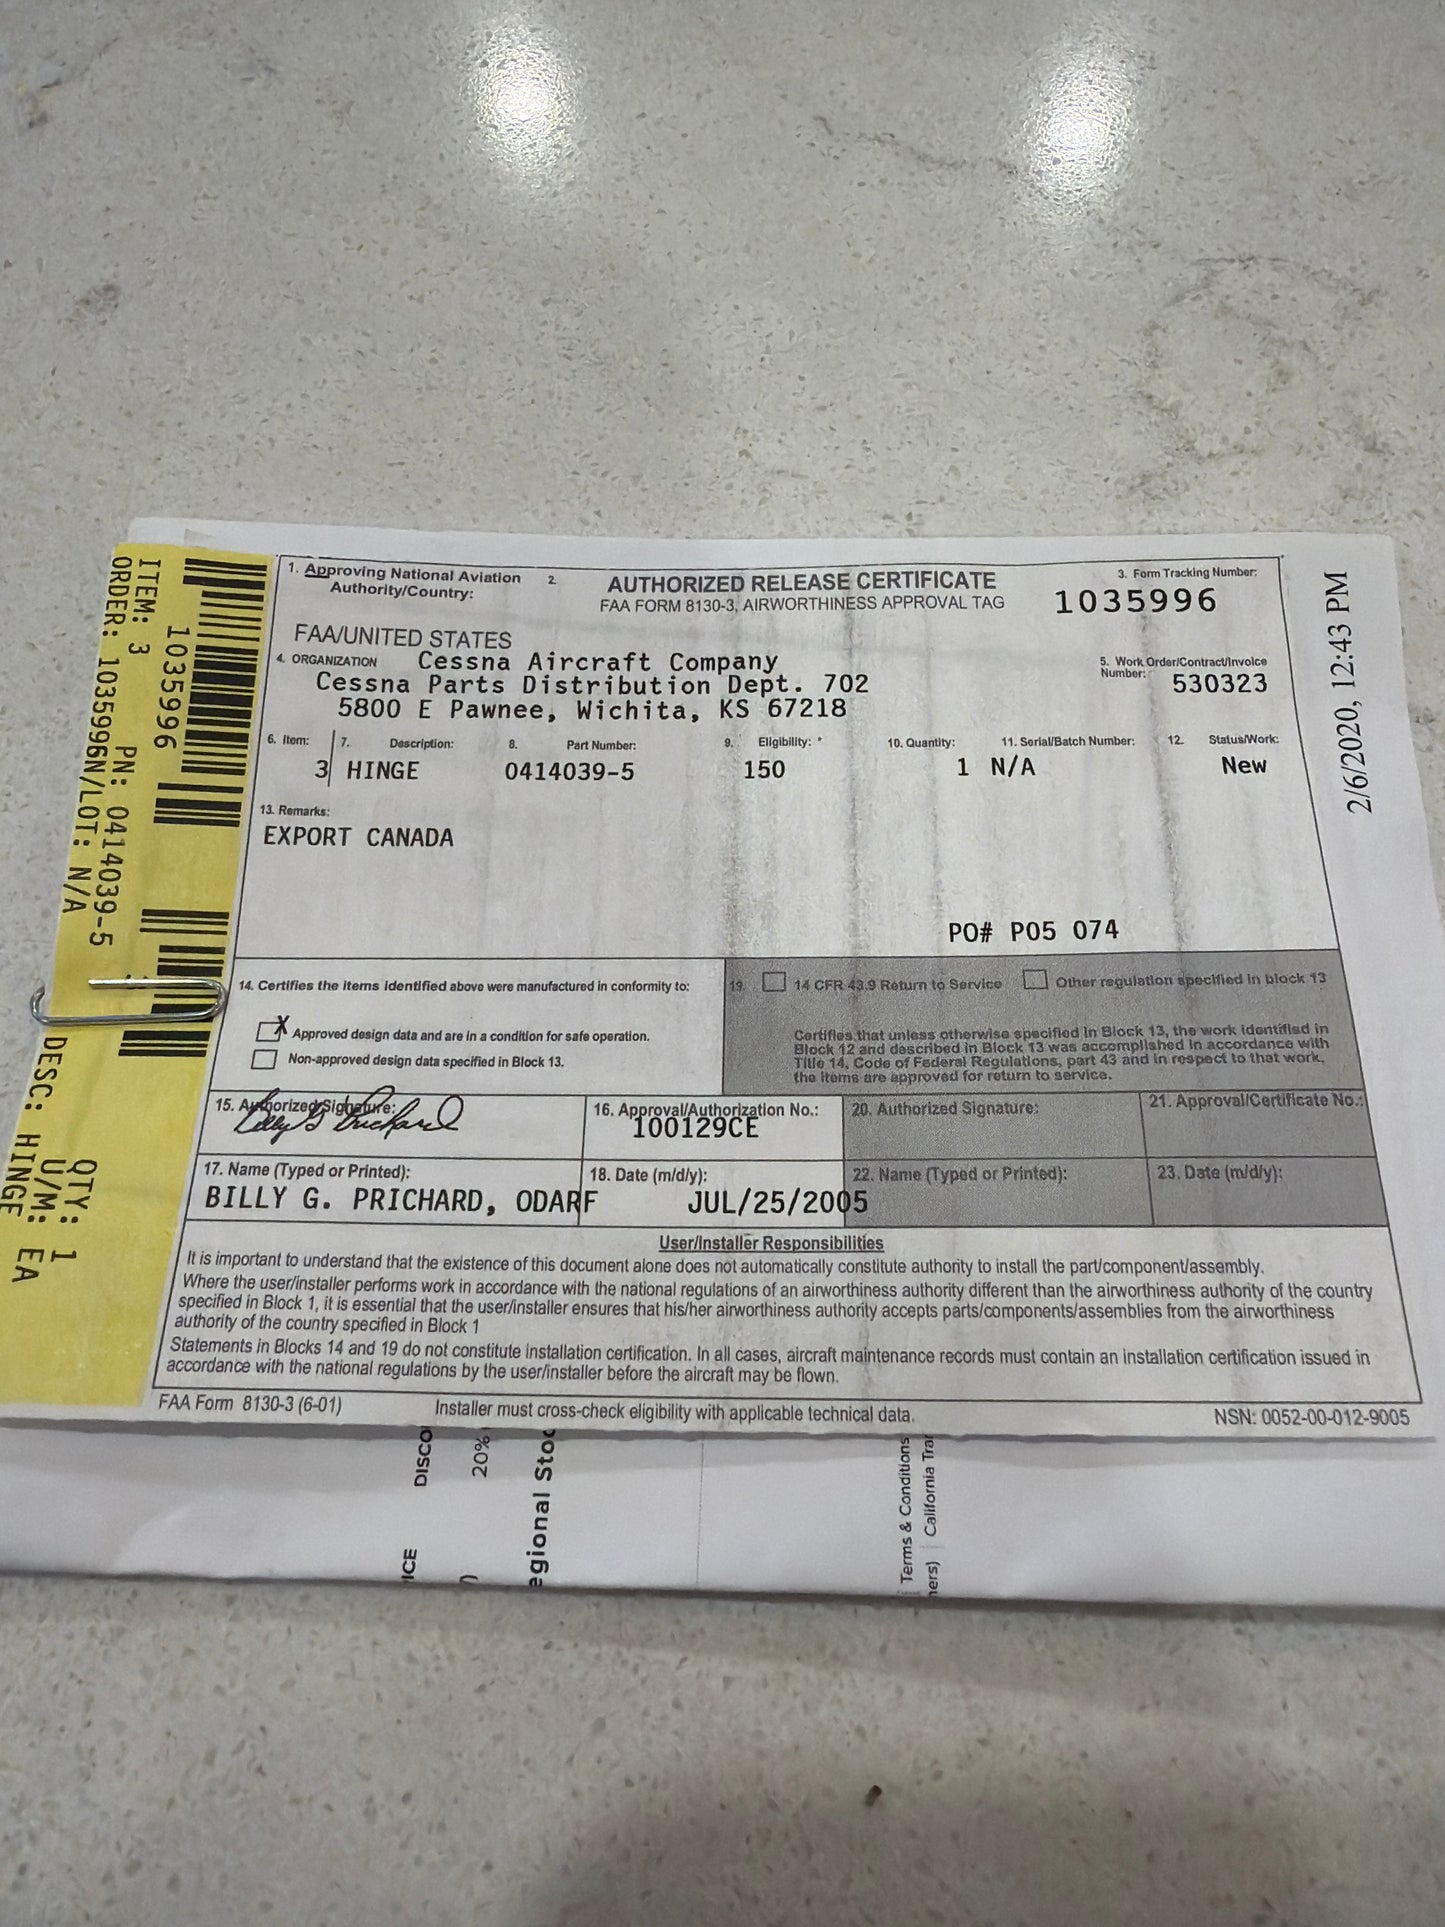 1. Approving National Aviation
Authority/Country:
2.
AUTHORIZED RELEASE CERTIFICATE
FAA FORM 8130-3, AIRWORTHINESS APPROVAL TAG
3. Form Tracking Number:
1035996
FAA/UNITED STATES
4. ORGANIZATION Cessna Aircraft Company
Cessna Parts Distribution Dept. 702
5800 E Pawnee, Wichita, KS 67218
5. Work Order/Contract/Invoice
Number: 530323
6. Item: 7. Description: 8. Part Number: 9. Eligibility: * 10. Quantity: 11. Serial/Batch Number: 12. Status/Work:
3 HINGE 0414039-5 150 1 N/A New
13. Remarks:
EXPORT CANADA
PO# P05 074
14. Certifies the items identified above were manufactured in conformity to:
X Approved design data and are in a condition for safe operation.
Non-approved design data specified in Block 13.
19. 14 CFR 43.9 Return to Service Other regulation specified in block 13
Certifies that unless otherwise specified in Block 13, the work identified in
Block 12 and described in Block 13 was accomplished in accordance with
Title 14, Code of Federal Regulations, part 43 and in respect to that work,
the items are approved for return to service.
15. Authorized Signature:
Billy G Prichard
16. Approval/Authorization No.:
100129CE
20. Authorized Signature:
21. Approval/Certificate No.:
17. Name (Typed or Printed):
BILLY G. PRICHARD, ODARF
18. Date (m/d/y):
JUL/25/2005
22. Name (Typed or Printed):
23. Date (m/d/y):
User/Installer Responsibilities
It is important to understand that the existence of this document alone does not automatically constitute authority to install the part/component/assembly.
Where the user/installer performs work in accordance with the national regulations of an airworthiness authority different than the airworthiness authority of the country
specified in Block 1, it is essential that the user/installer ensures that his/her airworthiness authority accepts parts/components/assemblies from the airworthiness
authority of the country specified in Block 1
Statements in Blocks 14 and 19 do not constitute installation certification. In all cases, aircraft maintenance records must contain an installation certification issued in
accordance with the national regulations by the user/installer before the aircraft may be flown.
FAA Form 8130-3 (6-01) Installer must cross-check eligibility with applicable technical data. NSN: 0052-00-012-9005
2/6/2020, 12:43 PM
1035996
ITEM: 3
ORDER: 1035996
PN: 0414039-5
N/LOT: N/A
QTY: 1
U/M: EA
DESC: HINGE
ICE DISCO
20%
egional Stoc
Terms & Conditions
ners) California Tra